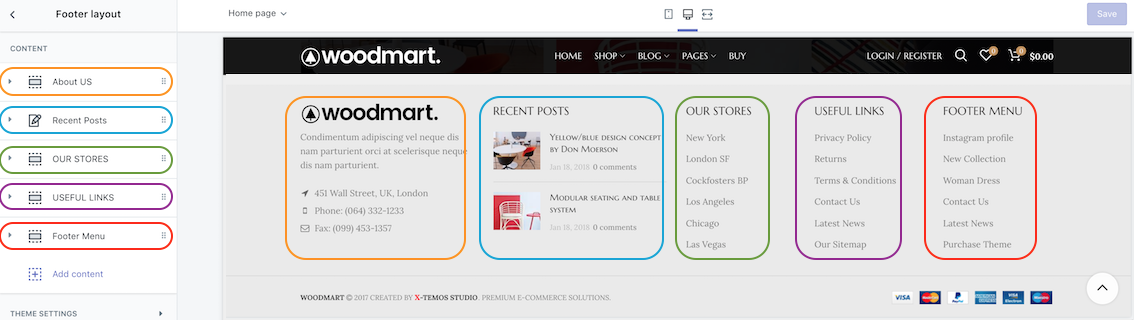 Footer layout
Home page
Save
CONTENT
About US
Recent Posts
OUR STORES
USEFUL LINKS
Footer Menu
Add content
THEME SETTINGS
woodmart.
HOME SHOP BLOG PAGES BUY
LOGIN / REGISTER
0
0
$0.00
woodmart.
Condimentum adipiscing vel neque dis
nam parturient orci at scelerisque neque
dis nam parturient.
451 Wall Street, UK, London
Phone: (064) 332-1233
Fax: (099) 453-1357
RECENT POSTS
Yellow/blue design concept
by Don Moerson
Jan 18, 2018 0 comments
Modular seating and table
system
Jan 18, 2018 0 comments
OUR STORES
New York
London SF
Cockfosters BP
Los Angeles
Chicago
Las Vegas
USEFUL LINKS
Privacy Policy
Returns
Terms & Conditions
Contact Us
Latest News
Our Sitemap
FOOTER MENU
Instagram profile
New Collection
Woman Dress
Contact Us
Latest News
Purchase Theme
WOODMART © 2017 CREATED BY X-TEMOS STUDIO. PREMIUM E-COMMERCE SOLUTIONS.
VISA
PayPal